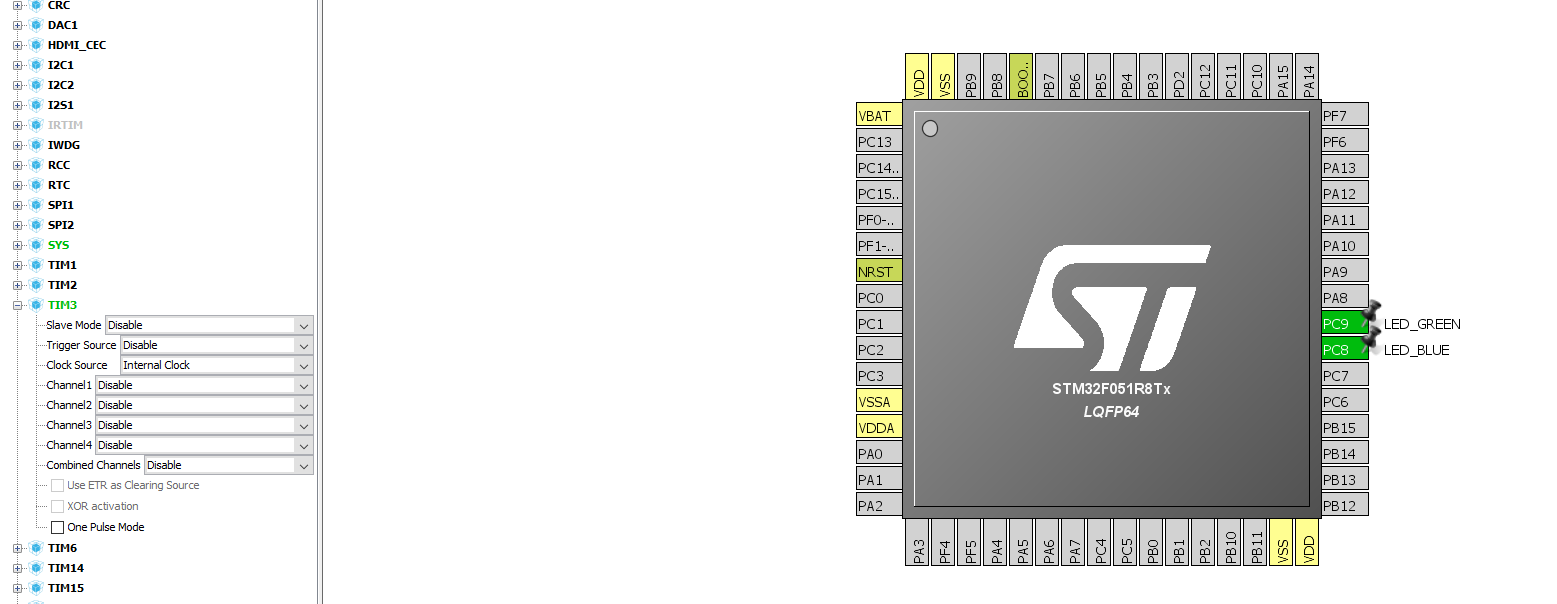 CRC
DAC1
HDMI_CEC
I2C1
I2C2
I2S1
IRTIM
IWDG
RCC
RTC
SPI1
SPI2
SYS
TIM1
TIM2
TIM3
Slave Mode Disable
Trigger Source Disable
Clock Source Internal Clock
Channel1 Disable
Channel2 Disable
Channel3 Disable
Channel4 Disable
Combined Channels Disable
Use ETR as Clearing Source
XOR activation
One Pulse Mode
TIM6
TIM14
TIM15
VDD
VSS
PB9
PB8
BOO..
PB7
PB6
PB5
PB4
PB3
PD2
PC12
PC11
PC10
PA15
PA14
VBAT
PC13
PC14..
PC15..
PF0-..
PF1-..
NRST
PC0
PC1
PC2
PC3
VSSA
VDDA
PA0
PA1
PA2
ST
STM32F051R8Tx
LQFP64
PF7
PF6
PA13
PA12
PA11
PA10
PA9
PA8
PC9 LED_GREEN
PC8 LED_BLUE
PC7
PC6
PB15
PB14
PB13
PB12
PA3
PF4
PF5
PA4
PA5
PA6
PA7
PC4
PC5
PB0
PB1
PB2
PB10
PB11
VSS
VDD